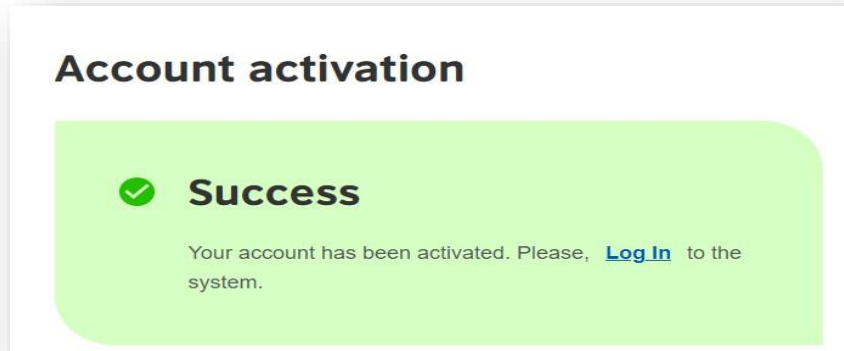 Account activation
Success
Your account has been activated. Please, Log In to the
system.